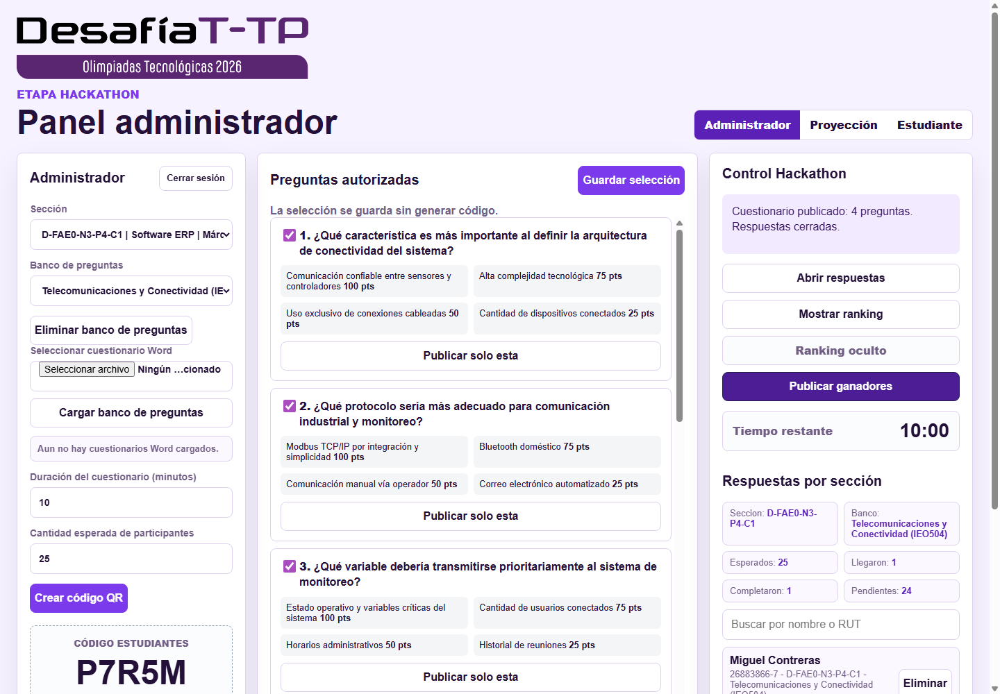 DesafíaT-TP
Olimpiadas Tecnológicas 2026
ETAPA HACKATHON
Panel administrador
Administrador
Proyección
Estudiante
Administrador
Cerrar sesión
Sección
D-FAE0-N3-P4-C1 | Software ERP | Márc
Banco de preguntas
Telecomunicaciones y Conectividad (IE
Eliminar banco de preguntas
Seleccionar cuestionario Word
Seleccionar archivo Ningún ...cionado
Cargar banco de preguntas
Aun no hay cuestionarios Word cargados.
Duración del cuestionario (minutos)
10
Cantidad esperada de participantes
25
Crear código QR
CÓDIGO ESTUDIANTES
P7R5M
Preguntas autorizadas
Guardar selección
La selección se guarda sin generar código.
1. ¿Qué característica es más importante al definir la arquitectura
de conectividad del sistema?
Comunicación confiable entre sensores y
controladores 100 pts
Alta complejidad tecnológica 75 pts
Uso exclusivo de conexiones cableadas 50
pts
Cantidad de dispositivos conectados 25 pts
Publicar solo esta
2. ¿Qué protocolo sería más adecuado para comunicación
industrial y monitoreo?
Modbus TCP/IP por integración y
simplicidad 100 pts
Bluetooth doméstico 75 pts
Comunicación manual vía operador 50 pts
Correo electrónico automatizado 25 pts
Publicar solo esta
3. ¿Qué variable debería transmitirse prioritariamente al sistema de
monitoreo?
Estado operativo y variables críticas del
sistema 100 pts
Cantidad de usuarios conectados 75 pts
Horarios administrativos 50 pts
Historial de reuniones 25 pts
Publicar solo esta
Control Hackathon
Cuestionario publicado: 4 preguntas.
Respuestas cerradas.
Abrir respuestas
Mostrar ranking
Ranking oculto
Publicar ganadores
Tiempo restante 10:00
Respuestas por sección
Seccion: D-FAE0-N3-
P4-C1
Banco:
Telecomunicaciones y
Conectividad (IEO504)
Esperados: 25
Llegaron: 1
Completaron: 1
Pendientes: 24
Buscar por nombre o RUT
Miguel Contreras
26883866-7 - D-FAE0-N3-P4-C1 -
Telecomunicaciones y Conectividad
(IEO504)
Eliminar